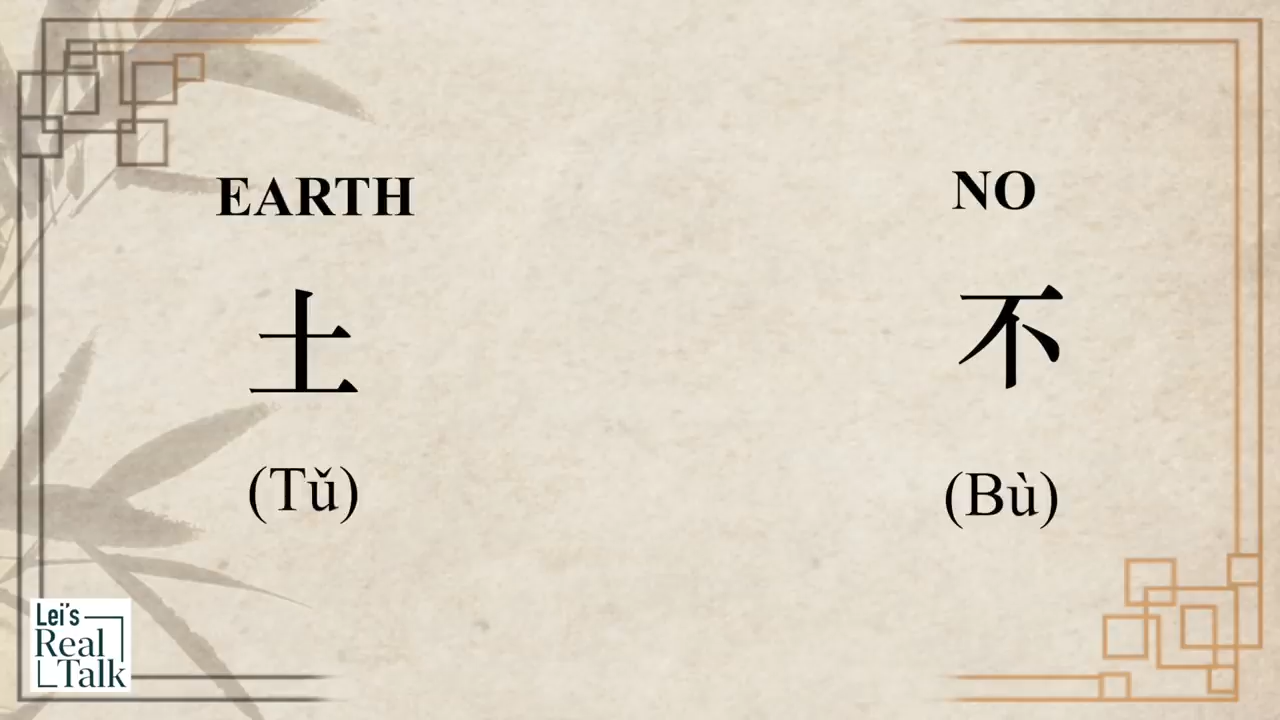 EARTH
土
(Tǔ)
NO
不
(Bù)
Lei's
Real
Talk